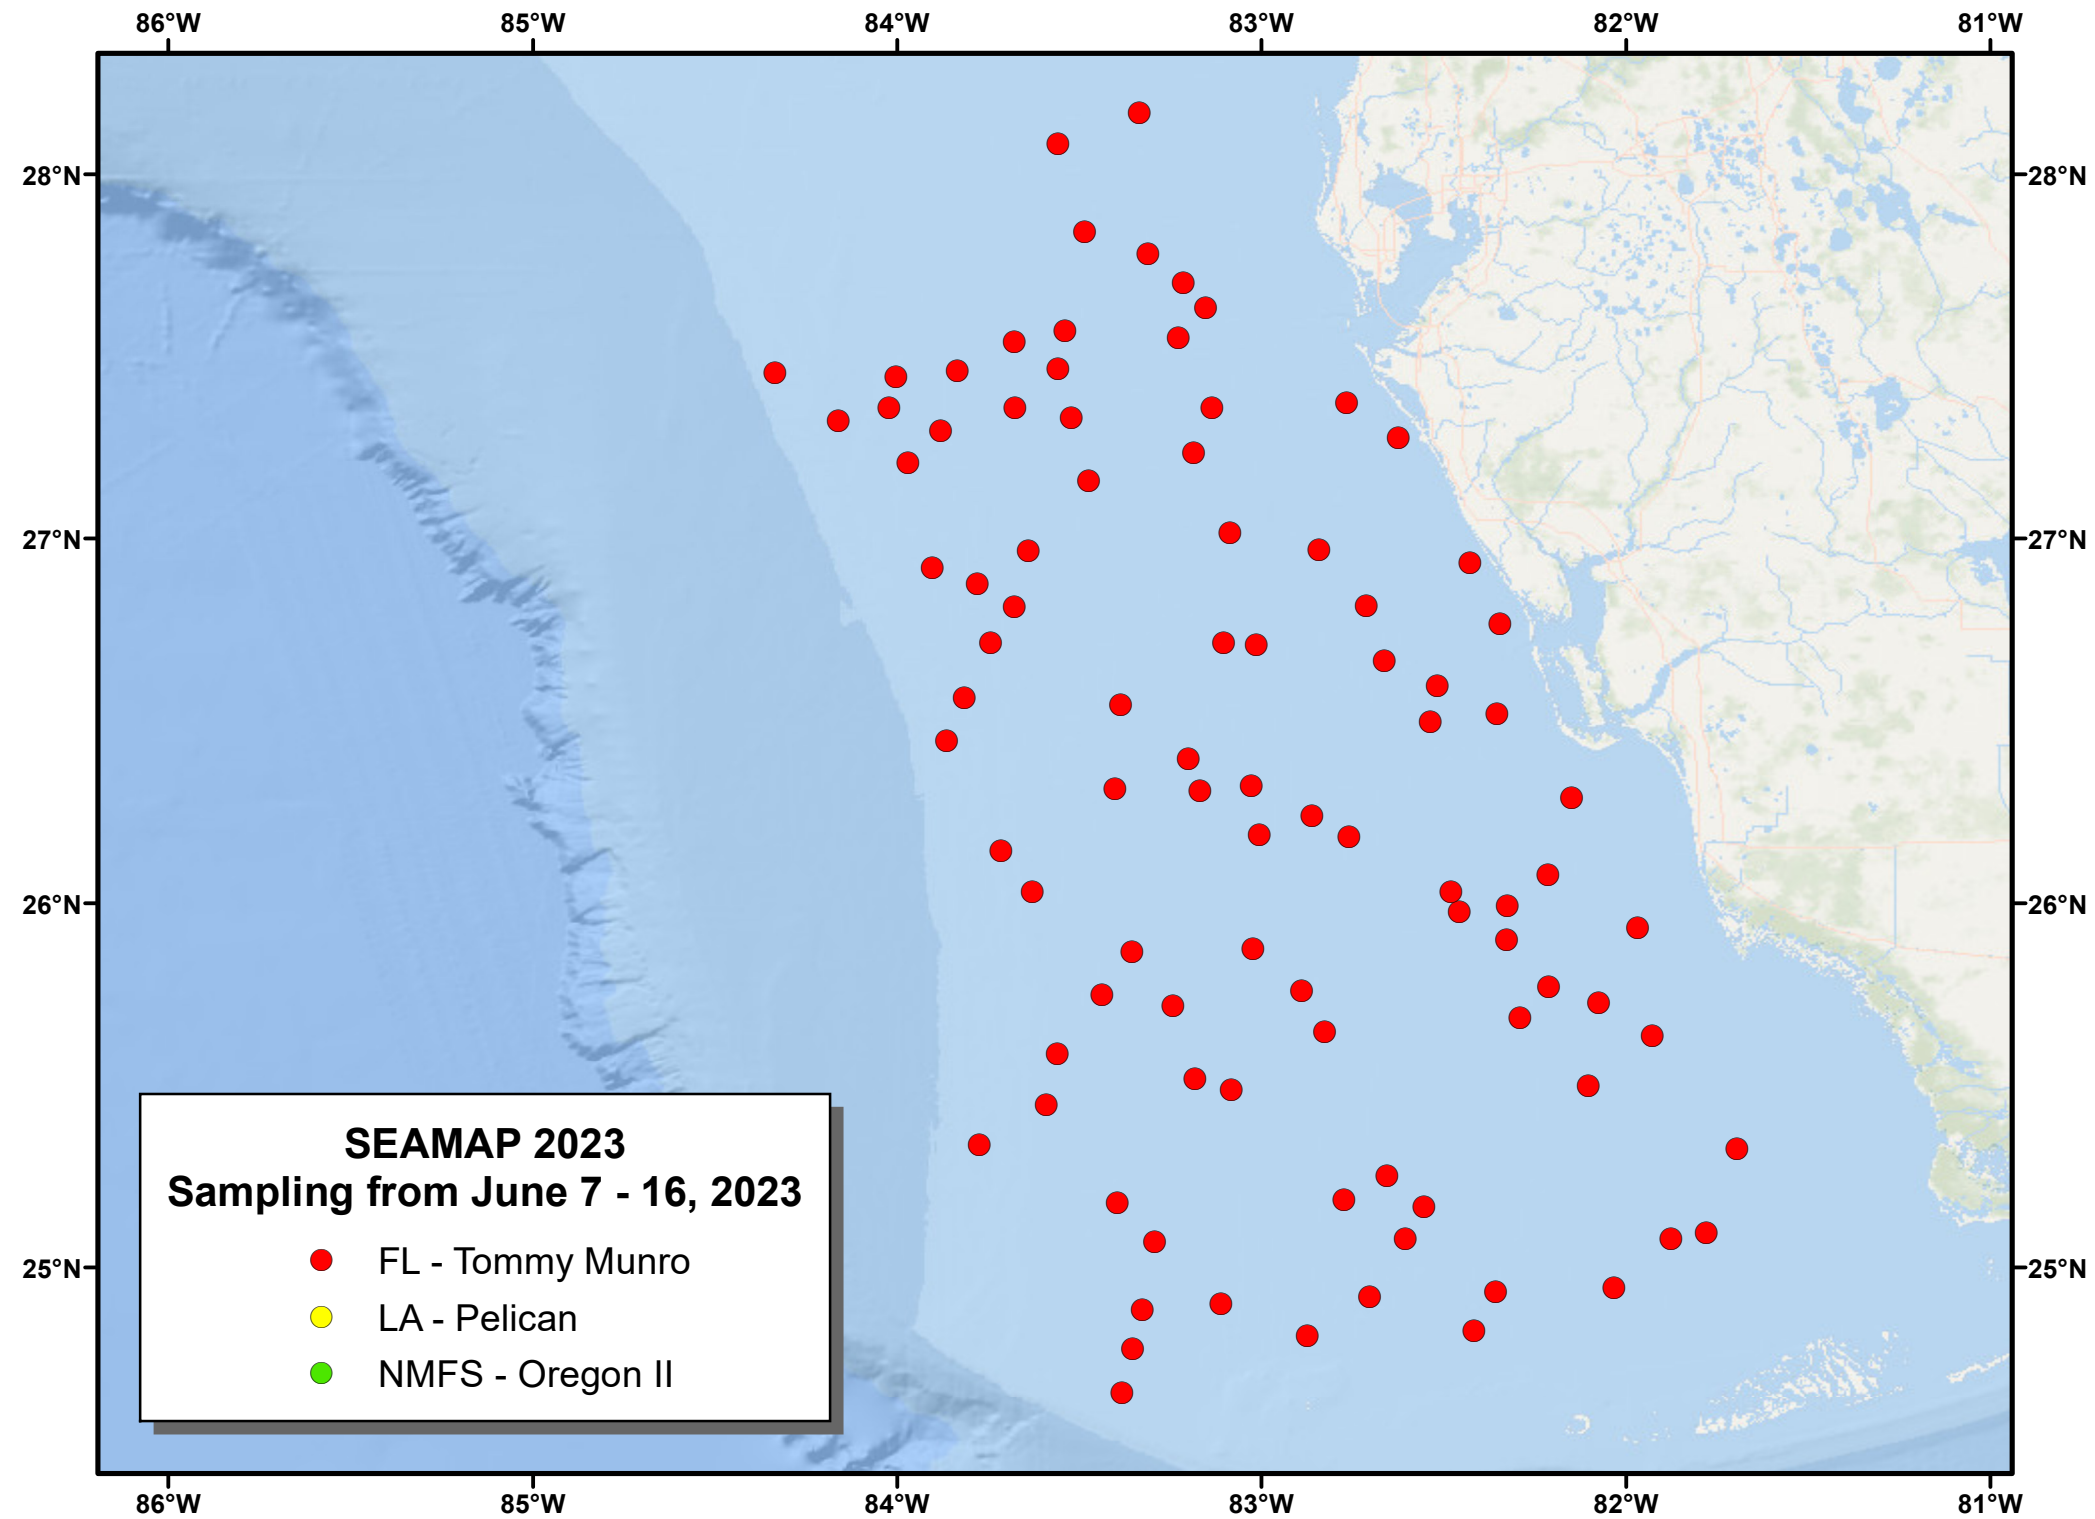 86°W 85°W 84°W 83°W 82°W 81°W
28°N 28°N
27°N 27°N
26°N 26°N
SEAMAP 2023
Sampling from June 7 - 16, 2023
FL - Tommy Munro
25°N 25°N
LA - Pelican
NMFS - Oregon II
86°W 85°W 84°W 83°W 82°W 81°W